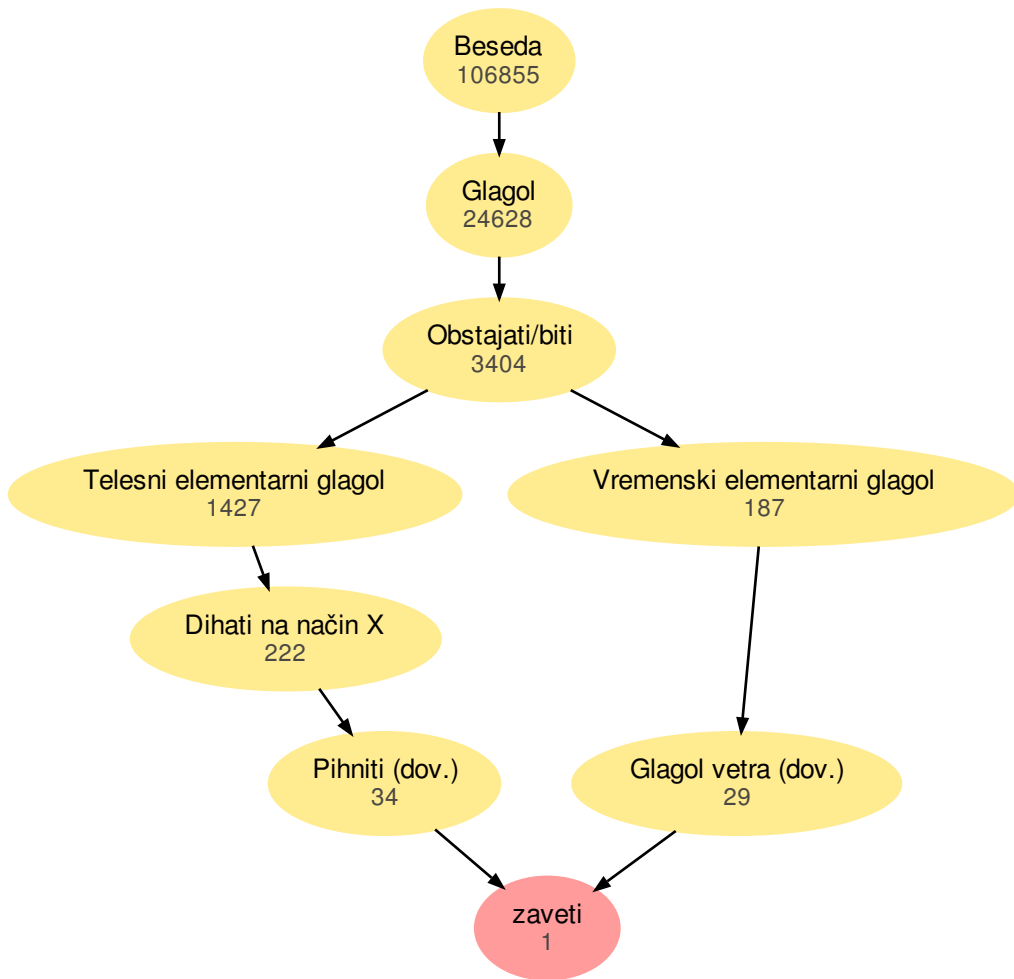 Beseda
106855
Glagol
24628
Obstajati/biti
3404
Telesni elementarni glagol
1427
Vremenski elementarni glagol
187
Dihati na način X
222
Pihniti (dov.)
34
Glagol vetra (dov.)
29
zaveti
1